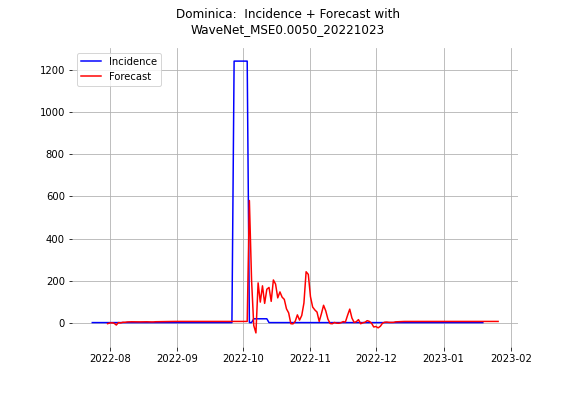 Dominica:  Incidence + Forecast with
WaveNet_MSE0.0050_20221023
Incidence
Forecast
1200
1000
800
600
400
200
0
2022-08 2022-09 2022-10 2022-11 2022-12 2023-01 2023-02